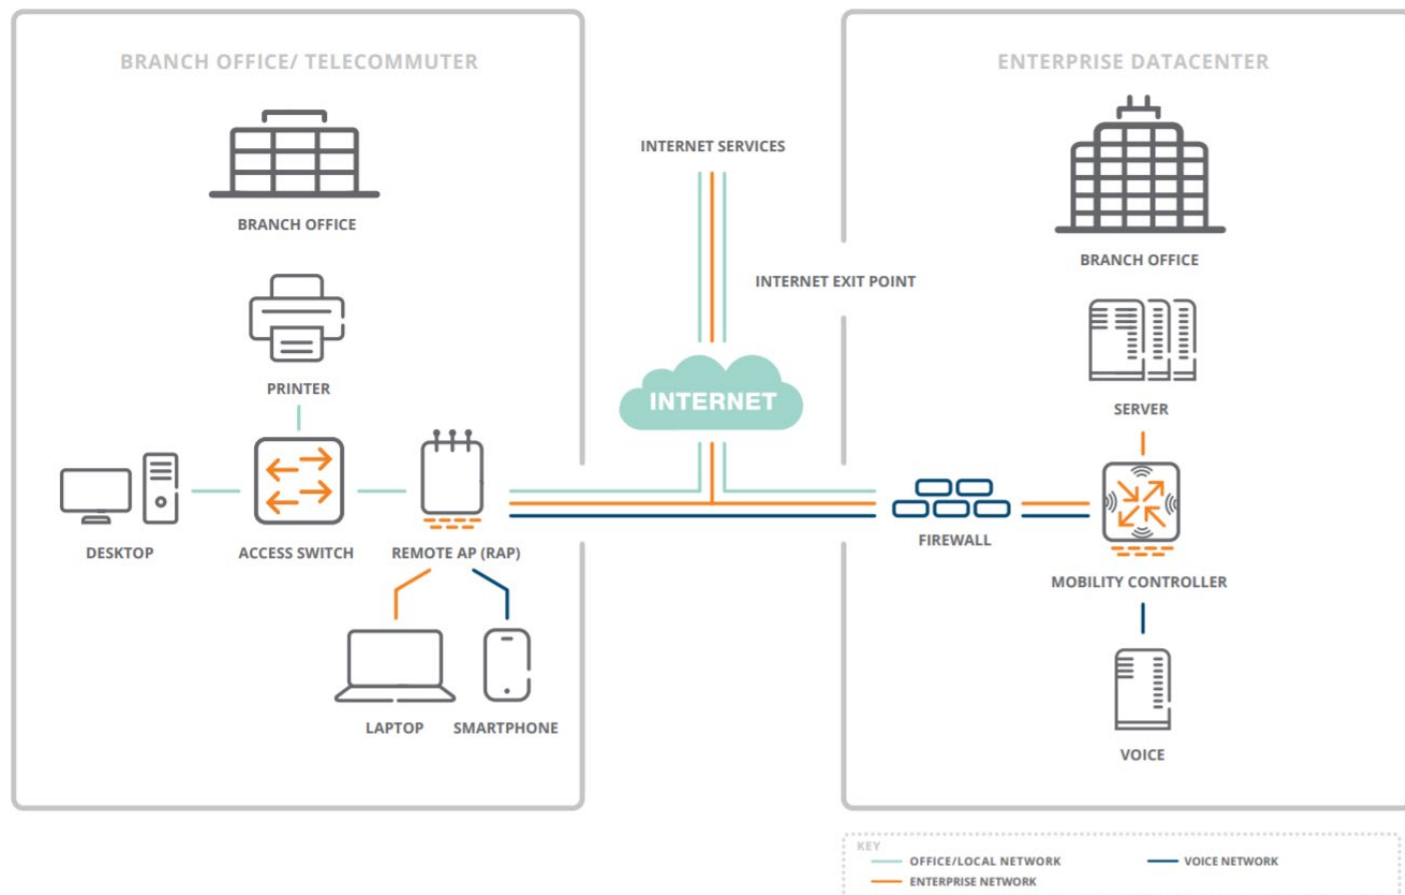 BRANCH OFFICE/ TELECOMMUTER
BRANCH OFFICE
PRINTER
DESKTOP
ACCESS SWITCH
REMOTE AP (RAP)
LAPTOP
SMARTPHONE
INTERNET SERVICES
INTERNET EXIT POINT
INTERNET
ENTERPRISE DATACENTER
BRANCH OFFICE
SERVER
FIREWALL
MOBILITY CONTROLLER
VOICE
KEY
OFFICE/LOCAL NETWORK
VOICE NETWORK
ENTERPRISE NETWORK